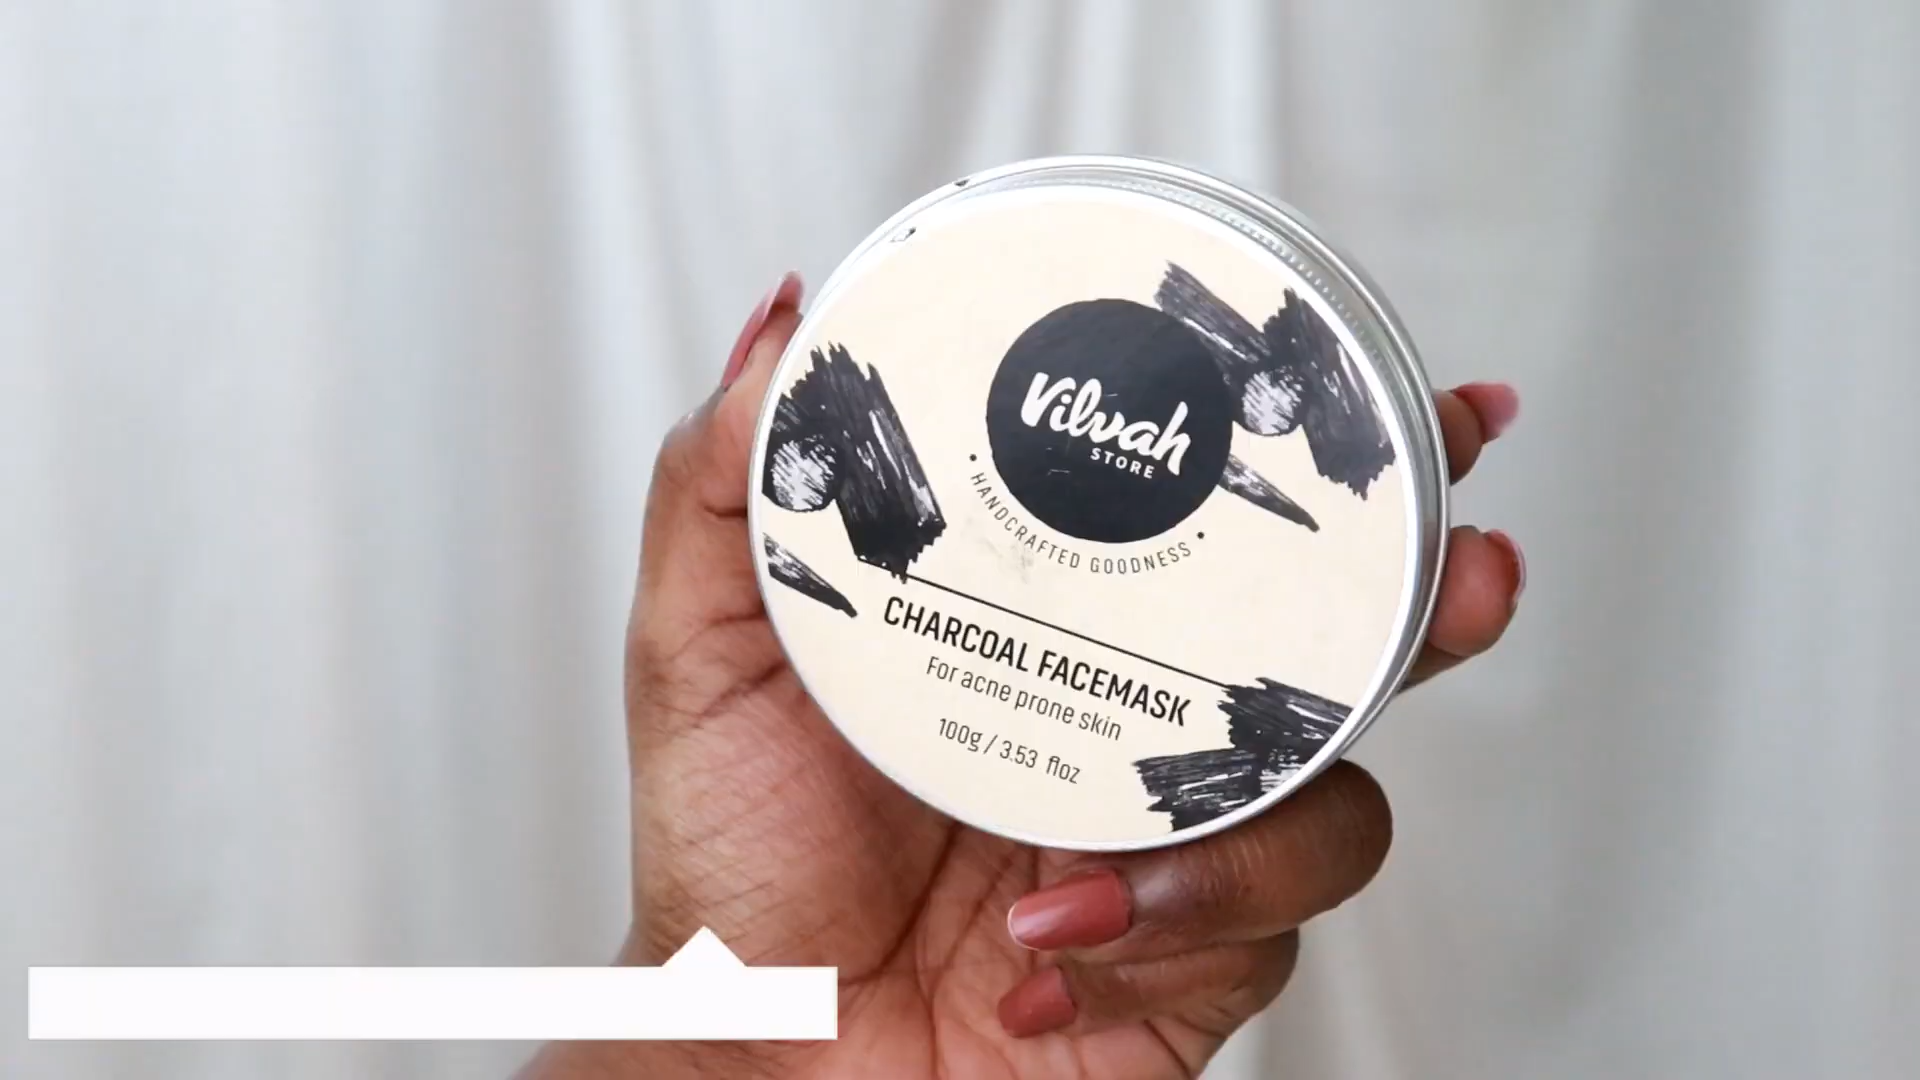 Vilvah
STORE
• HANDCRAFTED GOODNESS •
CHARCOAL FACEMASK
For acne prone skin
100g / 3.53 floz